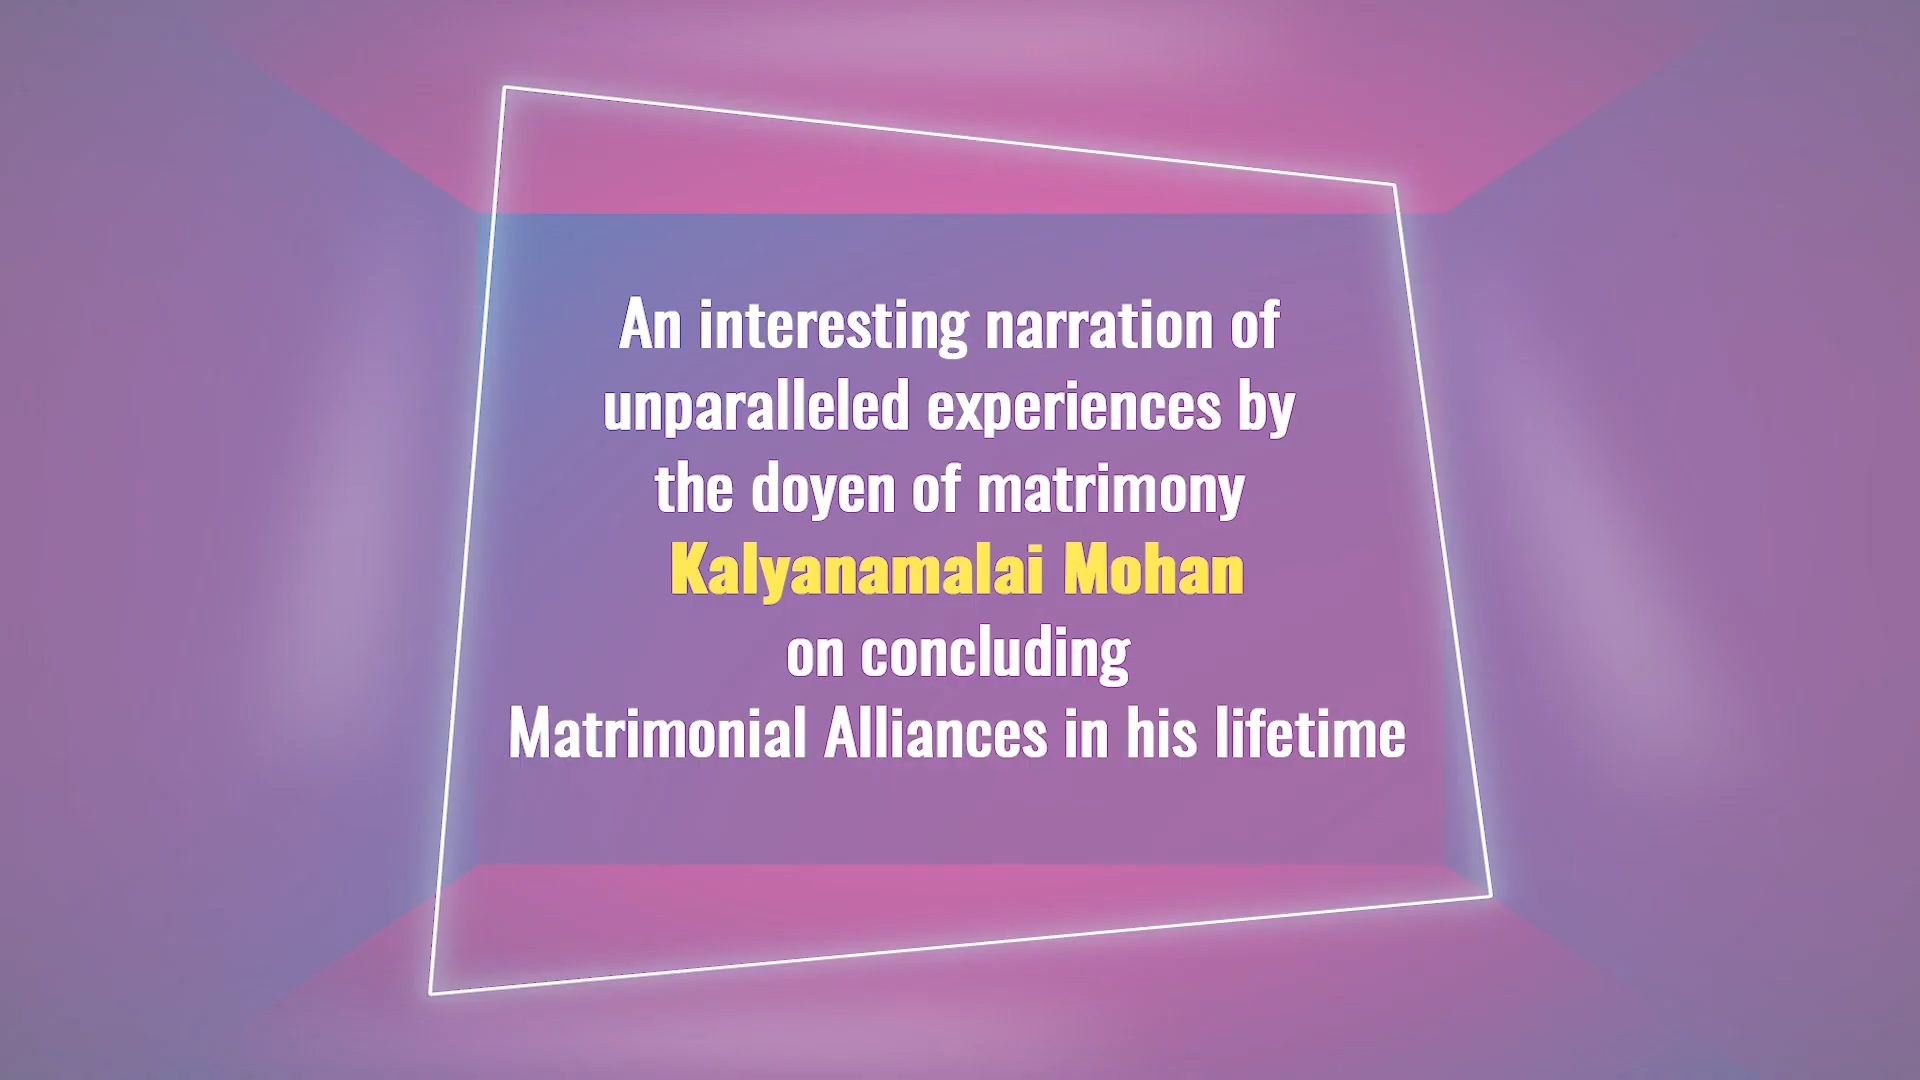 An interesting narration of
unparalleled experiences by
the doyen of matrimony
Kalyanamalai Mohan
on concluding
Matrimonial Alliances in his lifetime